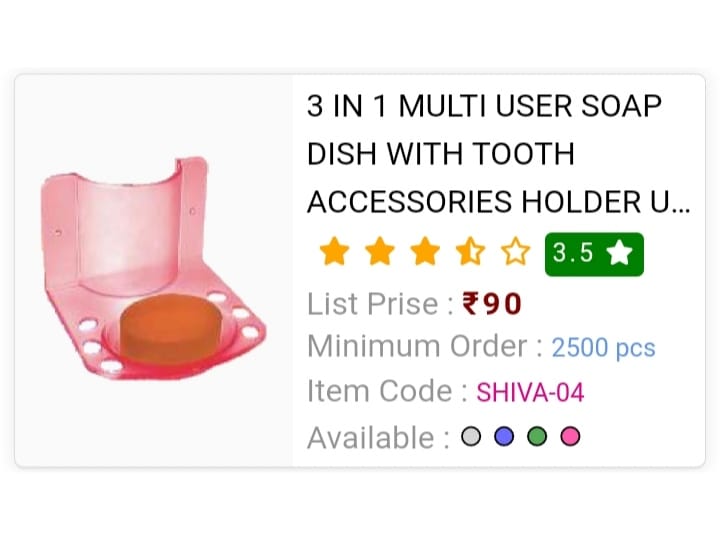 3 IN 1 MULTI USER SOAP
DISH WITH TOOTH
ACCESSORIES HOLDER U...
3.5
List Prise : ₹90
Minimum Order : 2500 pcs
Item Code : SHIVA-04
Available :